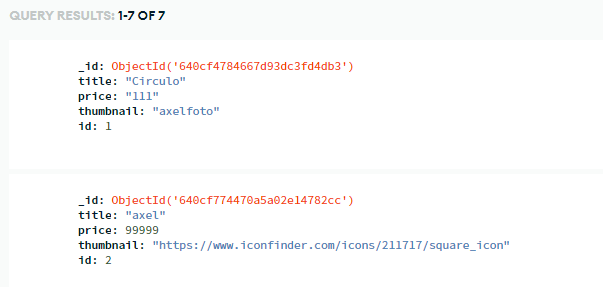 QUERY RESULTS: 1-7 OF 7
_id: ObjectId('640cf4784667d93dc3fd4db3')
title: "Circulo"
price: "111"
thumbnail: "axelfoto"
id: 1
_id: ObjectId('640cf774470a5a02e14782cc')
title: "axel"
price: 99999
thumbnail: "https://www.iconfinder.com/icons/211717/square_icon"
id: 2